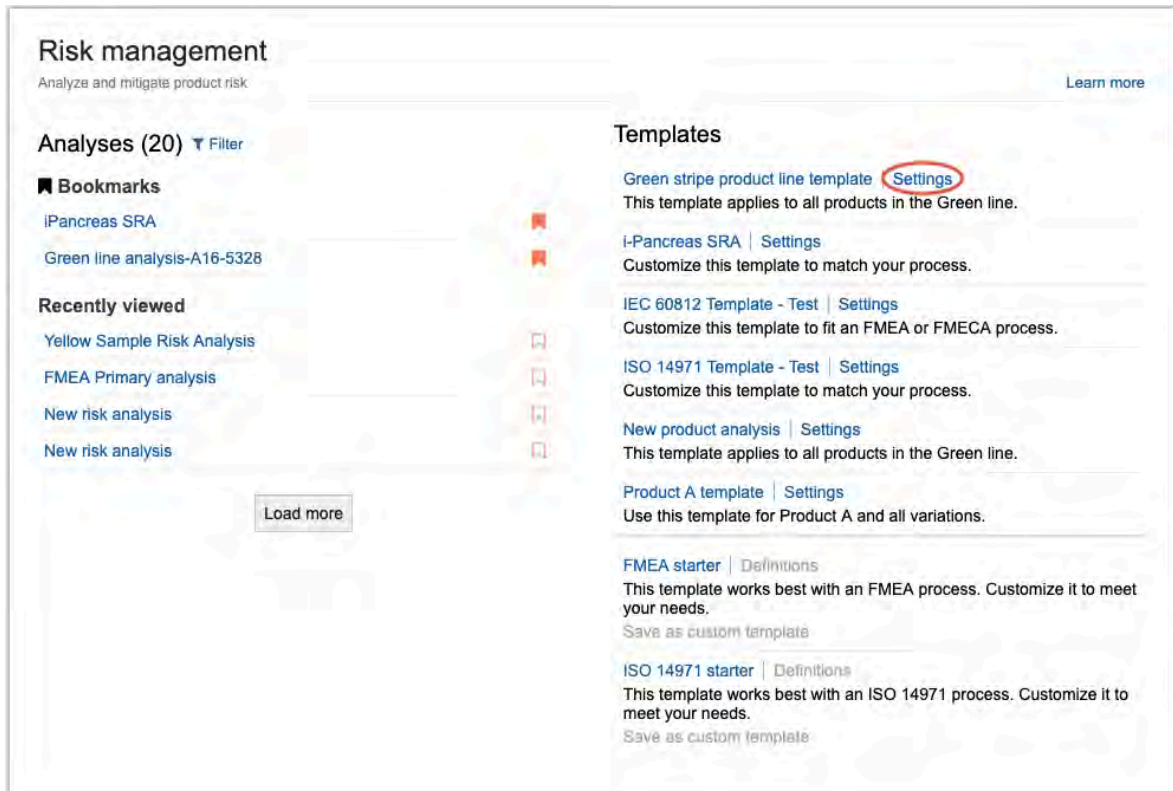 Risk management
Analyze and mitigate product risk
Learn more
Analyses (20) Filter
Bookmarks
iPancreas SRA
Green line analysis-A16-5328
Recently viewed
Yellow Sample Risk Analysis
FMEA Primary analysis
New risk analysis
New risk analysis
Load more
Templates
Green stripe product line template | Settings
This template applies to all products in the Green line.
i-Pancreas SRA | Settings
Customize this template to match your process.
IEC 60812 Template - Test | Settings
Customize this template to fit an FMEA or FMECA process.
ISO 14971 Template - Test | Settings
Customize this template to match your process.
New product analysis | Settings
This template applies to all products in the Green line.
Product A template | Settings
Use this template for Product A and all variations.
FMEA starter | Definitions
This template works best with an FMEA process. Customize it to meet
your needs.
Save as custom template
ISO 14971 starter | Definitions
This template works best with an ISO 14971 process. Customize it to
meet your needs.
Save as custom template